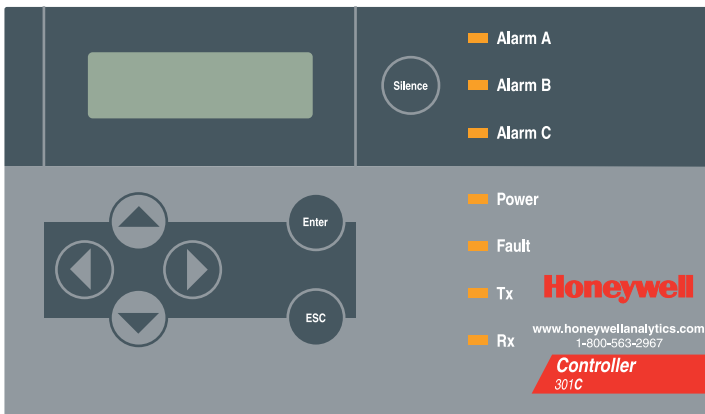 Alarm A
Silence
Alarm B
Alarm C
Power
Enter
Fault
Tx
Honeywell
ESC
Rx
www.honeywellanalytics.com
1-800-563-2967
Controller
301C